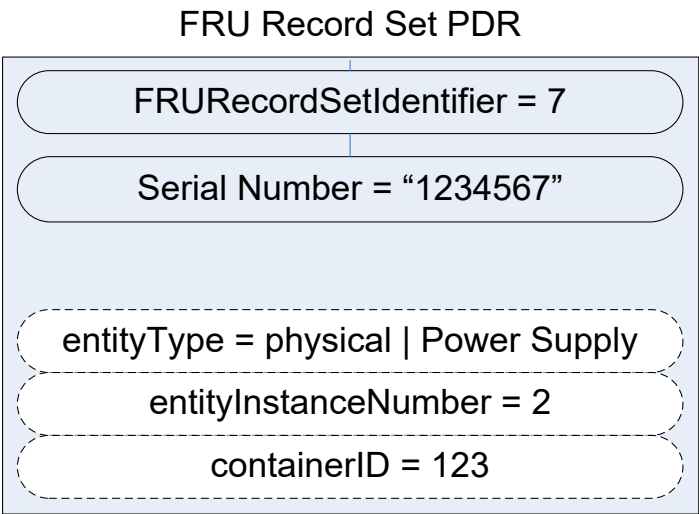 FRU Record Set PDR
FRURecordSetIdentifier = 7
Serial Number = “1234567”
entityType = physical | Power Supply
entityInstanceNumber = 2
containerID = 123